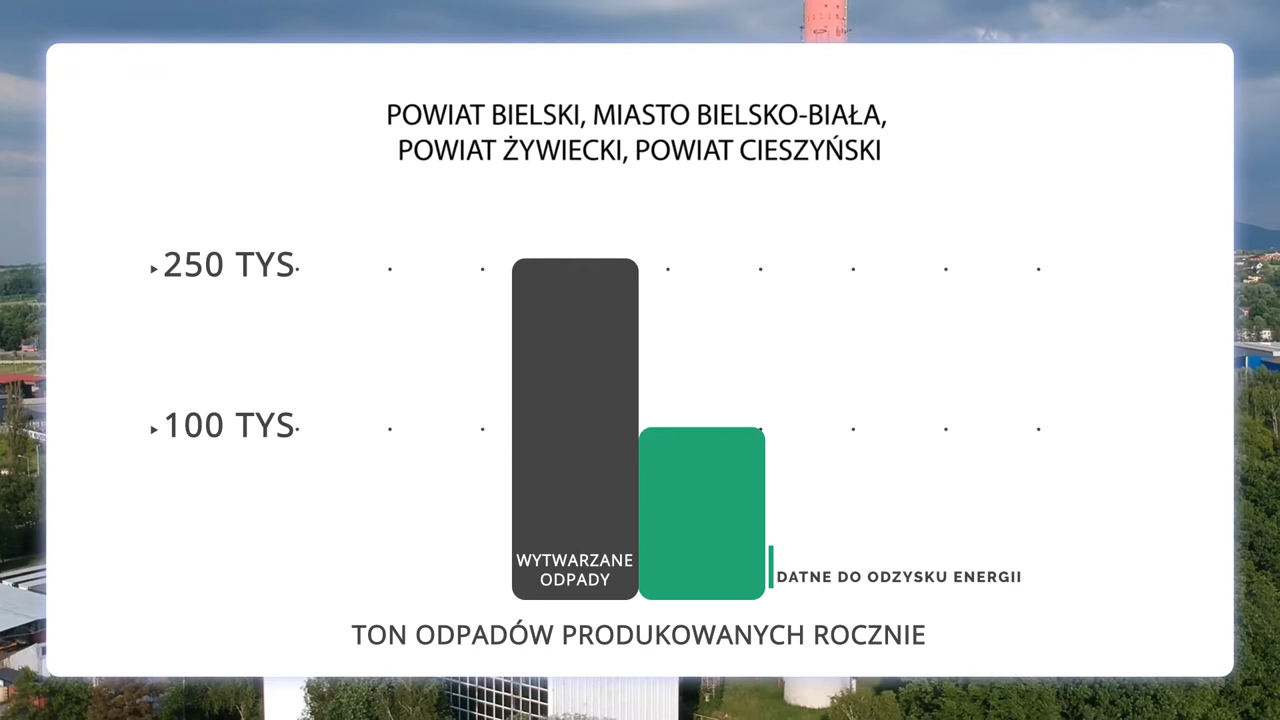 POWIAT BIELSKI, MIASTO BIELSKO-BIAŁA,
POWIAT ŻYWIECKI, POWIAT CIESZYŃSKI
250 TYS.
100 TYS.
WYTWARZANE
ODPADY
DATNE DO ODZYSKU ENERGII
TON ODPADÓW PRODUKOWANYCH ROCZNIE